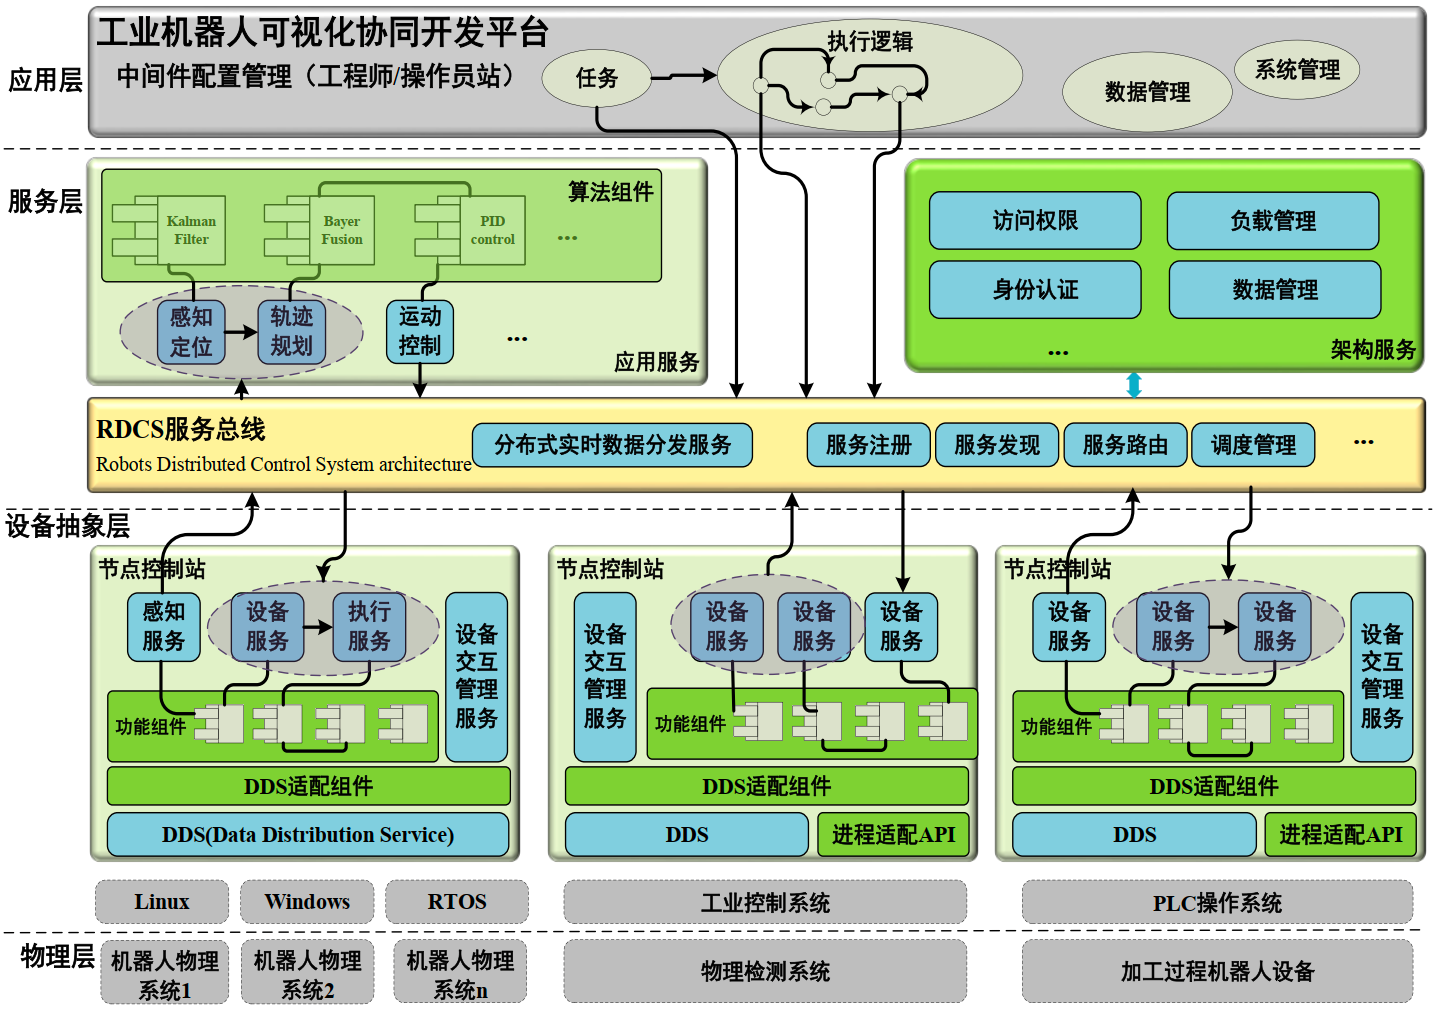 工业机器人可视化协同开发平台
应用层
中间件配置管理（工程师/操作员站）
任务
执行逻辑
数据管理
系统管理
服务层
算法组件
Kalman
Filter
Bayer
Fusion
PID
control
...
感知
定位
轨迹
规划
运动
控制
...
应用服务
访问权限
负载管理
身份认证
数据管理
...
架构服务
RDCS服务总线
Robots Distributed Control System architecture
分布式实时数据分发服务
服务注册
服务发现
服务路由
调度管理
...
设备抽象层
节点控制站
感知
服务
设备
服务
执行
服务
设备
交互
管理
服务
功能组件
DDS适配组件
DDS(Data Distribution Service)
节点控制站
设备
交互
管理
服务
设备
服务
设备
服务
设备
服务
功能组件
DDS适配组件
DDS
进程适配API
节点控制站
设备
服务
设备
服务
设备
服务
设备
交互
管理
服务
功能组件
DDS适配组件
DDS
进程适配API
Linux
Windows
RTOS
工业控制系统
PLC操作系统
物理层
机器人物理
系统1
机器人物理
系统2
机器人物理
系统n
物理检测系统
加工过程机器人设备